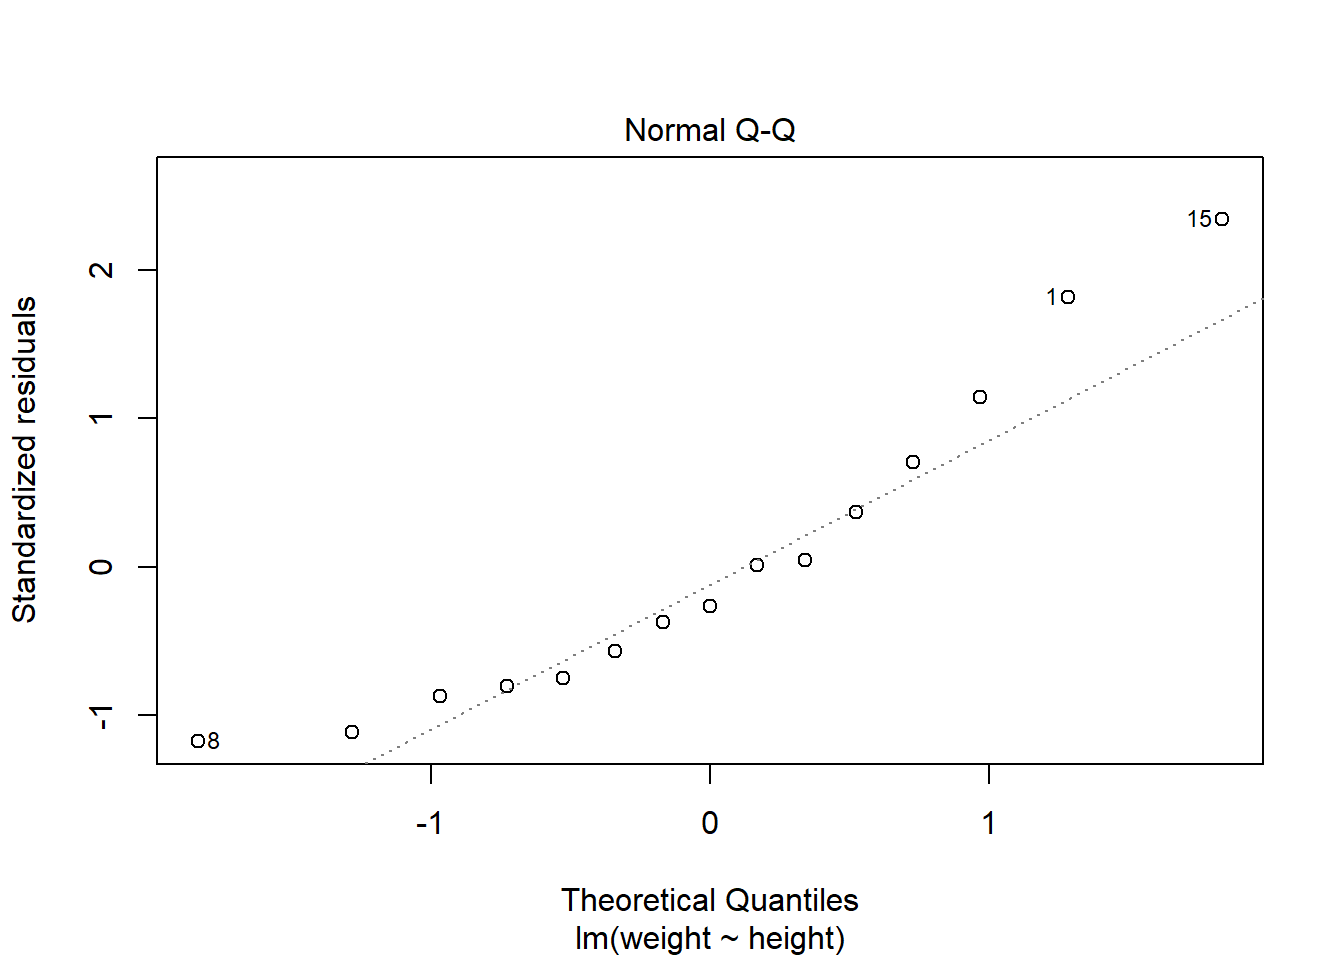 Normal Q-Q
Standardized residuals
2
1
0
-1
15
1
8
-1
0
1
Theoretical Quantiles
lm(weight ~ height)